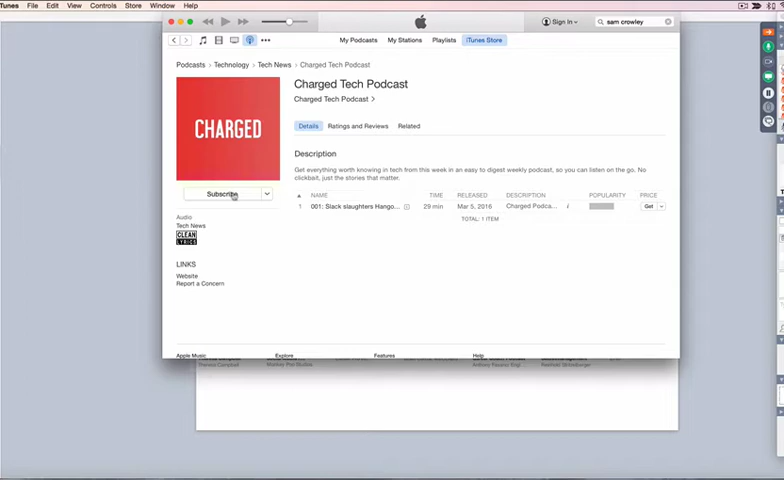 iTunes File Edit View Controls Store Window Help
Sign In
sam crowley
My Podcasts My Stations Playlists iTunes Store
Podcasts > Technology > Tech News > Charged Tech Podcast
CHARGED
Charged Tech Podcast
Charged Tech Podcast >
Details Ratings and Reviews Related
Description
Get everything worth knowing in tech from this week in an easy to digest weekly podcast, so you can listen on the go. No
clickbait, just the stories that matter.
Subscribe
NAME TIME RELEASED DESCRIPTION POPULARITY PRICE
1 001: Slack slaughters Hango... 29 min Mar 5, 2016 Charged Podca... i Get
TOTAL: 1 ITEM
Audio
Tech News
CLEAN
LYRICS
LINKS
Website
Report a Concern
Apple Music Explore Features Help
Theresa Campbell Monkey Pan Studios